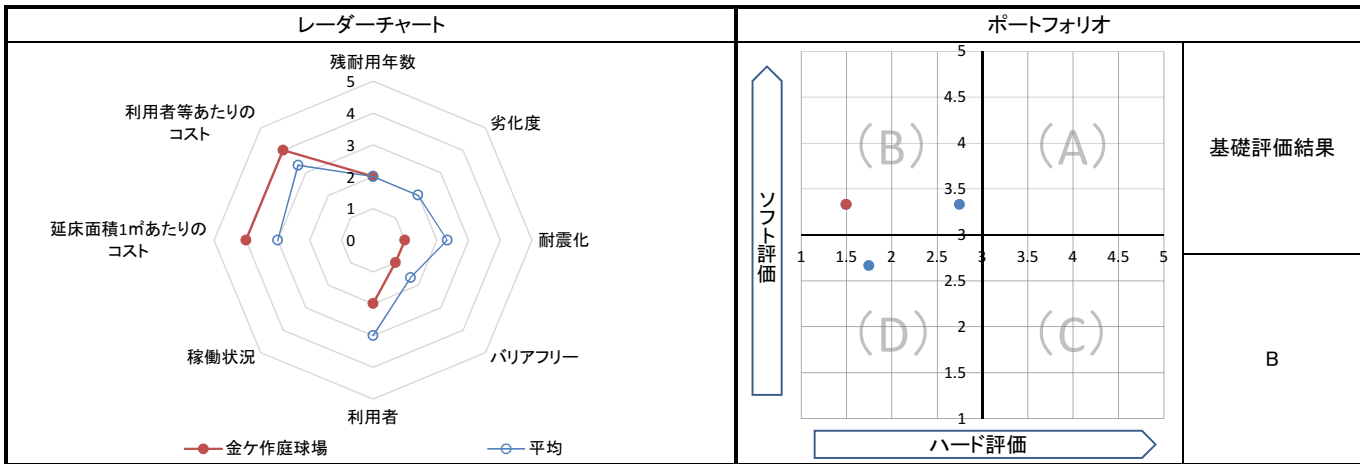 レーダーチャート
残耐用年数
劣化度
耐震化
バリアフリー
利用者
稼働状況
延床面積1㎡あたりの
コスト
利用者等あたりの
コスト
5
4
3
2
1
0
金ケ作庭球場
平均
ポートフォリオ
ソフト評価
5
4.5
4
3.5
3
2.5
2
1.5
1
1 1.5 2 2.5 3 3.5 4 4.5 5
(B) (A)
(D) (C)
ハード評価
基礎評価結果
B